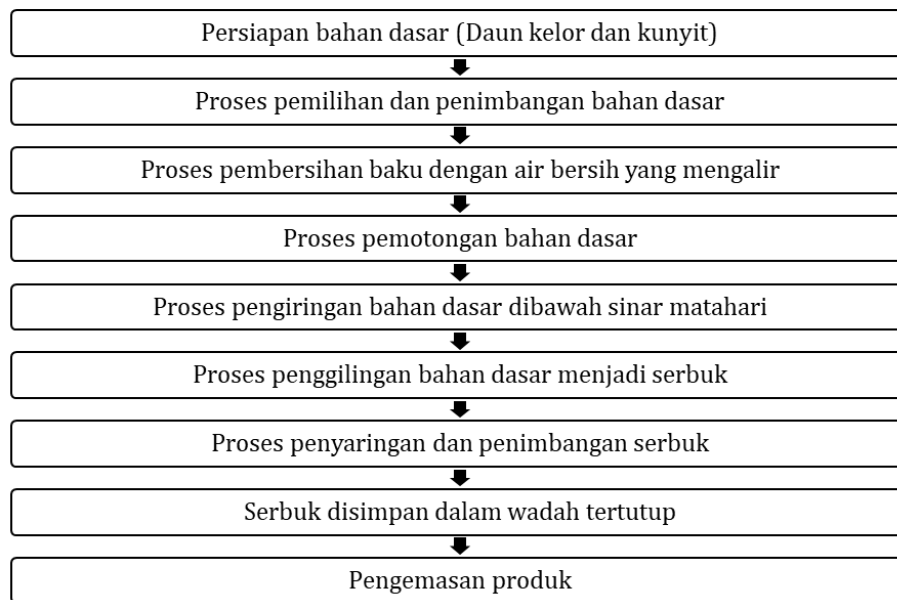 Persiapan bahan dasar (Daun kelor dan kunyit)
Proses pemilihan dan penimbangan bahan dasar
Proses pembersihan baku dengan air bersih yang mengalir
Proses pemotongan bahan dasar
Proses pengiringan bahan dasar dibawah sinar matahari
Proses penggilingan bahan dasar menjadi serbuk
Proses penyaringan dan penimbangan serbuk
Serbuk disimpan dalam wadah tertutup
Pengemasan produk